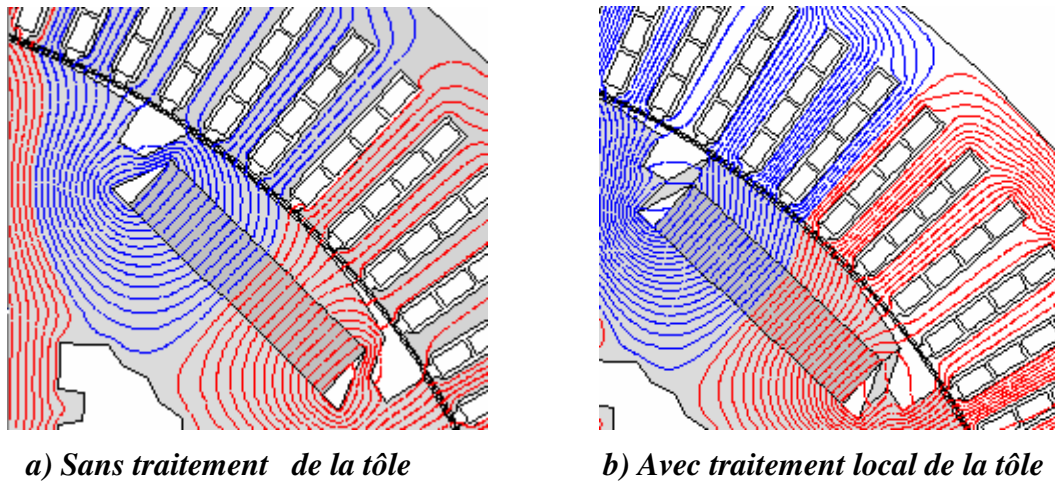 a) Sans traitement de la tôle
b) Avec traitement local de la tôle